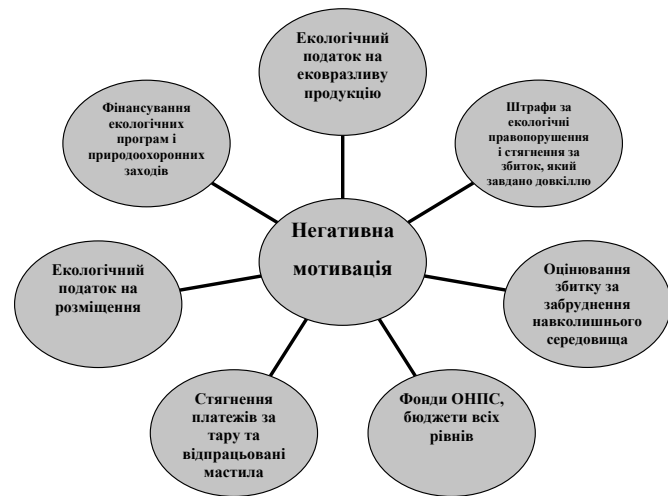 Екологічний
податок на
ековразливу
продукцію
Фінансування
екологічних
програм і
природоохоронних
заходів
Штрафи за
екологічні
правопорушення
і стягнення за
збиток, який
завдано довкіллю
Негативна
мотивація
Екологічний
податок на
розміщення
Оцінювання
збитку за
забруднення
навколишнього
середовища
Стягнення
платежів за
тару та
відпрацьовані
мастила
Фонди ОНПС,
бюджети всіх
рівнів